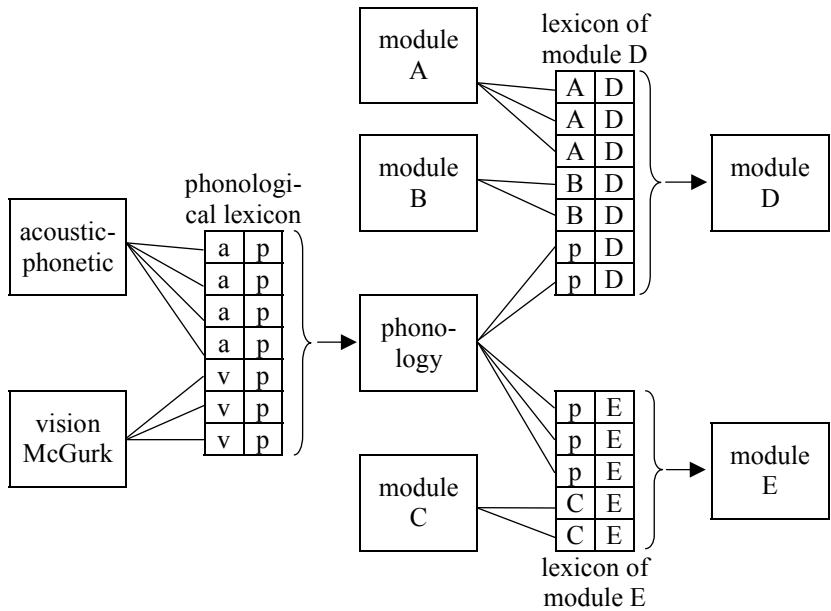 module
A
lexicon of
module D
A D
A D
A D
B D
B D
p D
p D
module
B
module
D
acoustic-
phonetic
phonologi-
cal lexicon
a p
a p
a p
a p
v p
v p
v p
vision
McGurk
phono-
logy
p E
p E
p E
C E
C E
module
C
lexicon of
module E
module
E